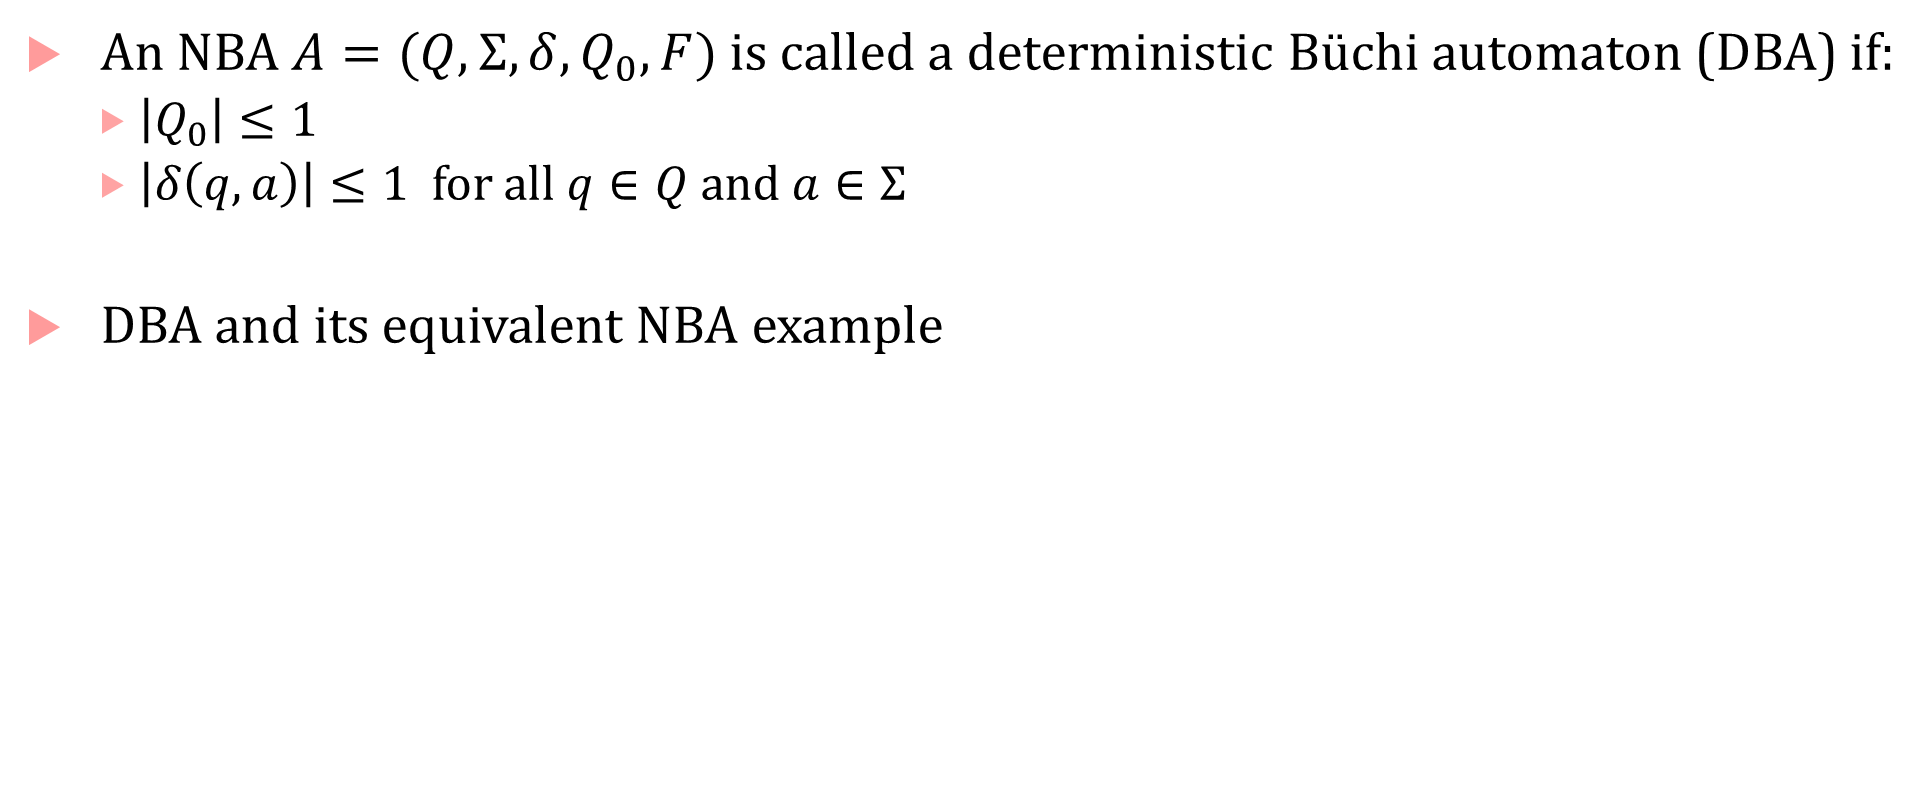 An NBA 𝐴 = (𝑄, Σ, 𝛿, 𝑄₀, 𝐹) is called a deterministic Büchi automaton (DBA) if:
|𝑄₀| ≤ 1
|𝛿(𝑞, 𝑎)| ≤ 1 for all 𝑞 ∈ 𝑄 and 𝑎 ∈ Σ
DBA and its equivalent NBA example